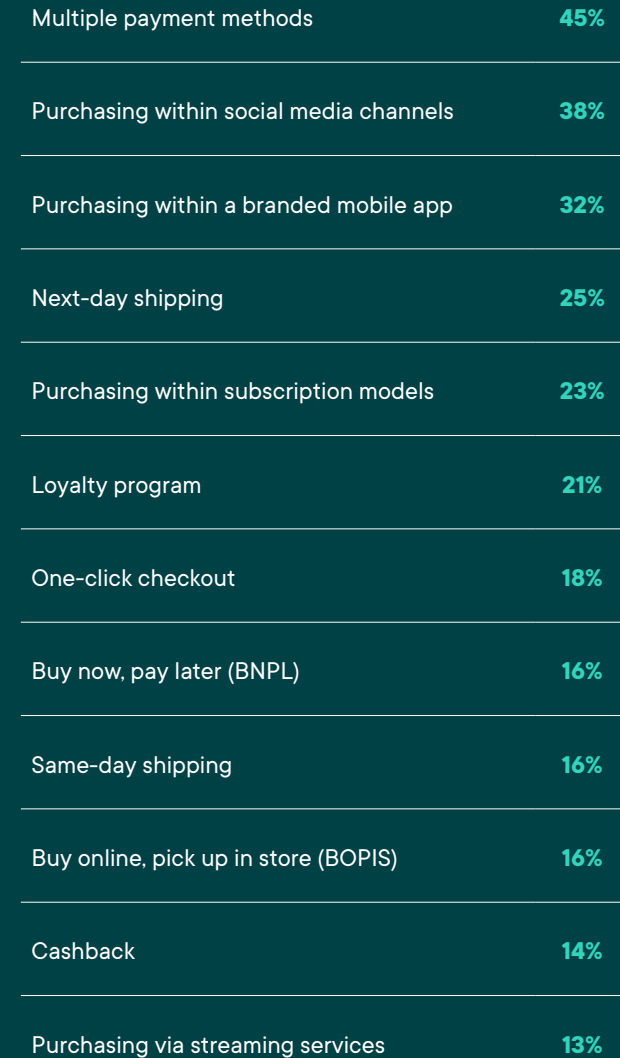 Multiple payment methods 45%
Purchasing within social media channels 38%
Purchasing within a branded mobile app 32%
Next-day shipping 25%
Purchasing within subscription models 23%
Loyalty program 21%
One-click checkout 18%
Buy now, pay later (BNPL) 16%
Same-day shipping 16%
Buy online, pick up in store (BOPIS) 16%
Cashback 14%
Purchasing via streaming services 13%